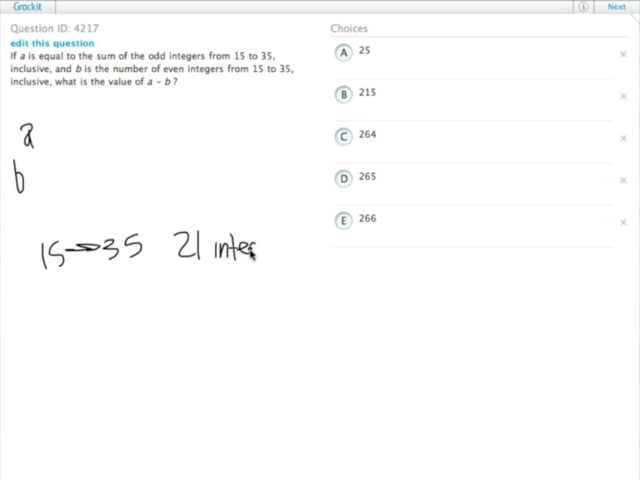 Grockit
Next
Question ID: 4217
edit this question
If a is equal to the sum of the odd integers from 15 to 35,
inclusive, and b is the number of even integers from 15 to 35,
inclusive, what is the value of a - b ?
Choices
A 25
B 215
C 264
D 265
E 266
a
b
15→35 21 inte